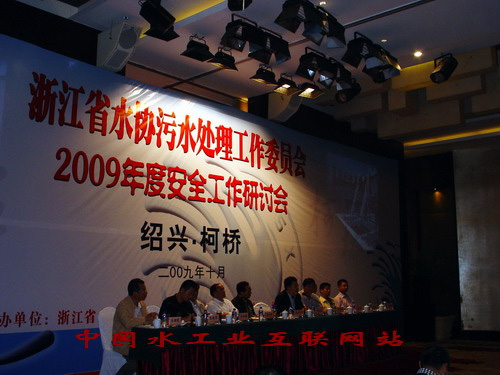 浙江省水协污水处理工作委员会
2009年度安全工作研讨会
绍兴·柯桥
二00九年十月
办单位：浙江省
中国水工业互联网站